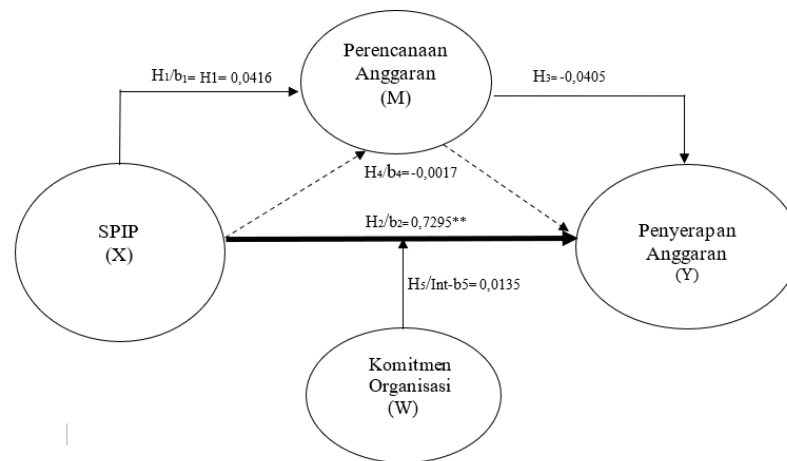 Perencanaan
Anggaran
(M)
H1/b1= H1= 0,0416
H3=-0,0405
H4/b4=-0,0017
SPIP
(X)
H2/b2= 0,7295**
Penyerapan
Anggaran
(Y)
H5/Int-b5= 0,0135
Komitmen
Organisasi
(W)